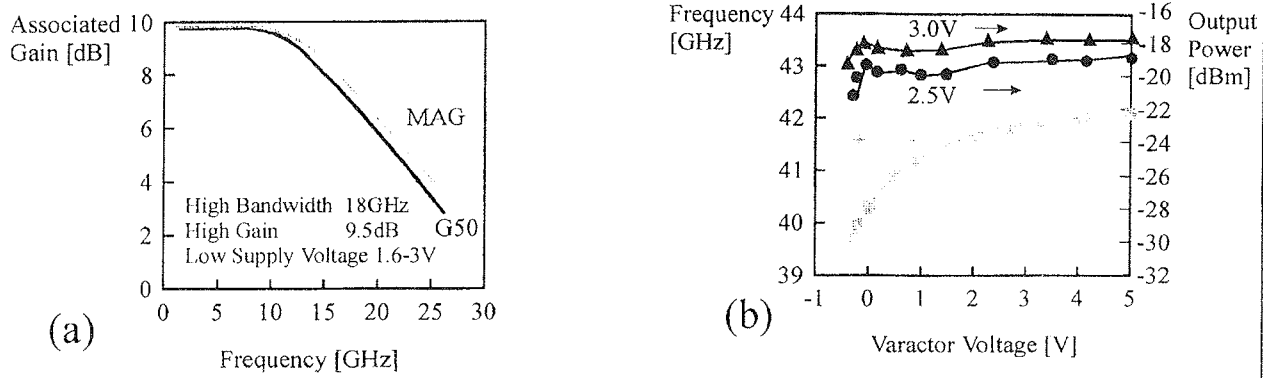 Associated
Gain [dB]
10
8
6
4
2
0
MAG
High Bandwidth 18GHz
High Gain 9.5dB
Low Supply Voltage 1.6-3V
G50
0 5 10 15 20 25 30
Frequency [GHz]
(a)
Frequency
[GHz]
44
43
42
41
40
39
3.0V
2.5V
-16
-18
-20
-22
-24
-26
-28
-30
-32
Output
Power
[dBm]
-1 0 1 2 3 4 5
Varactor Voltage [V]
(b)